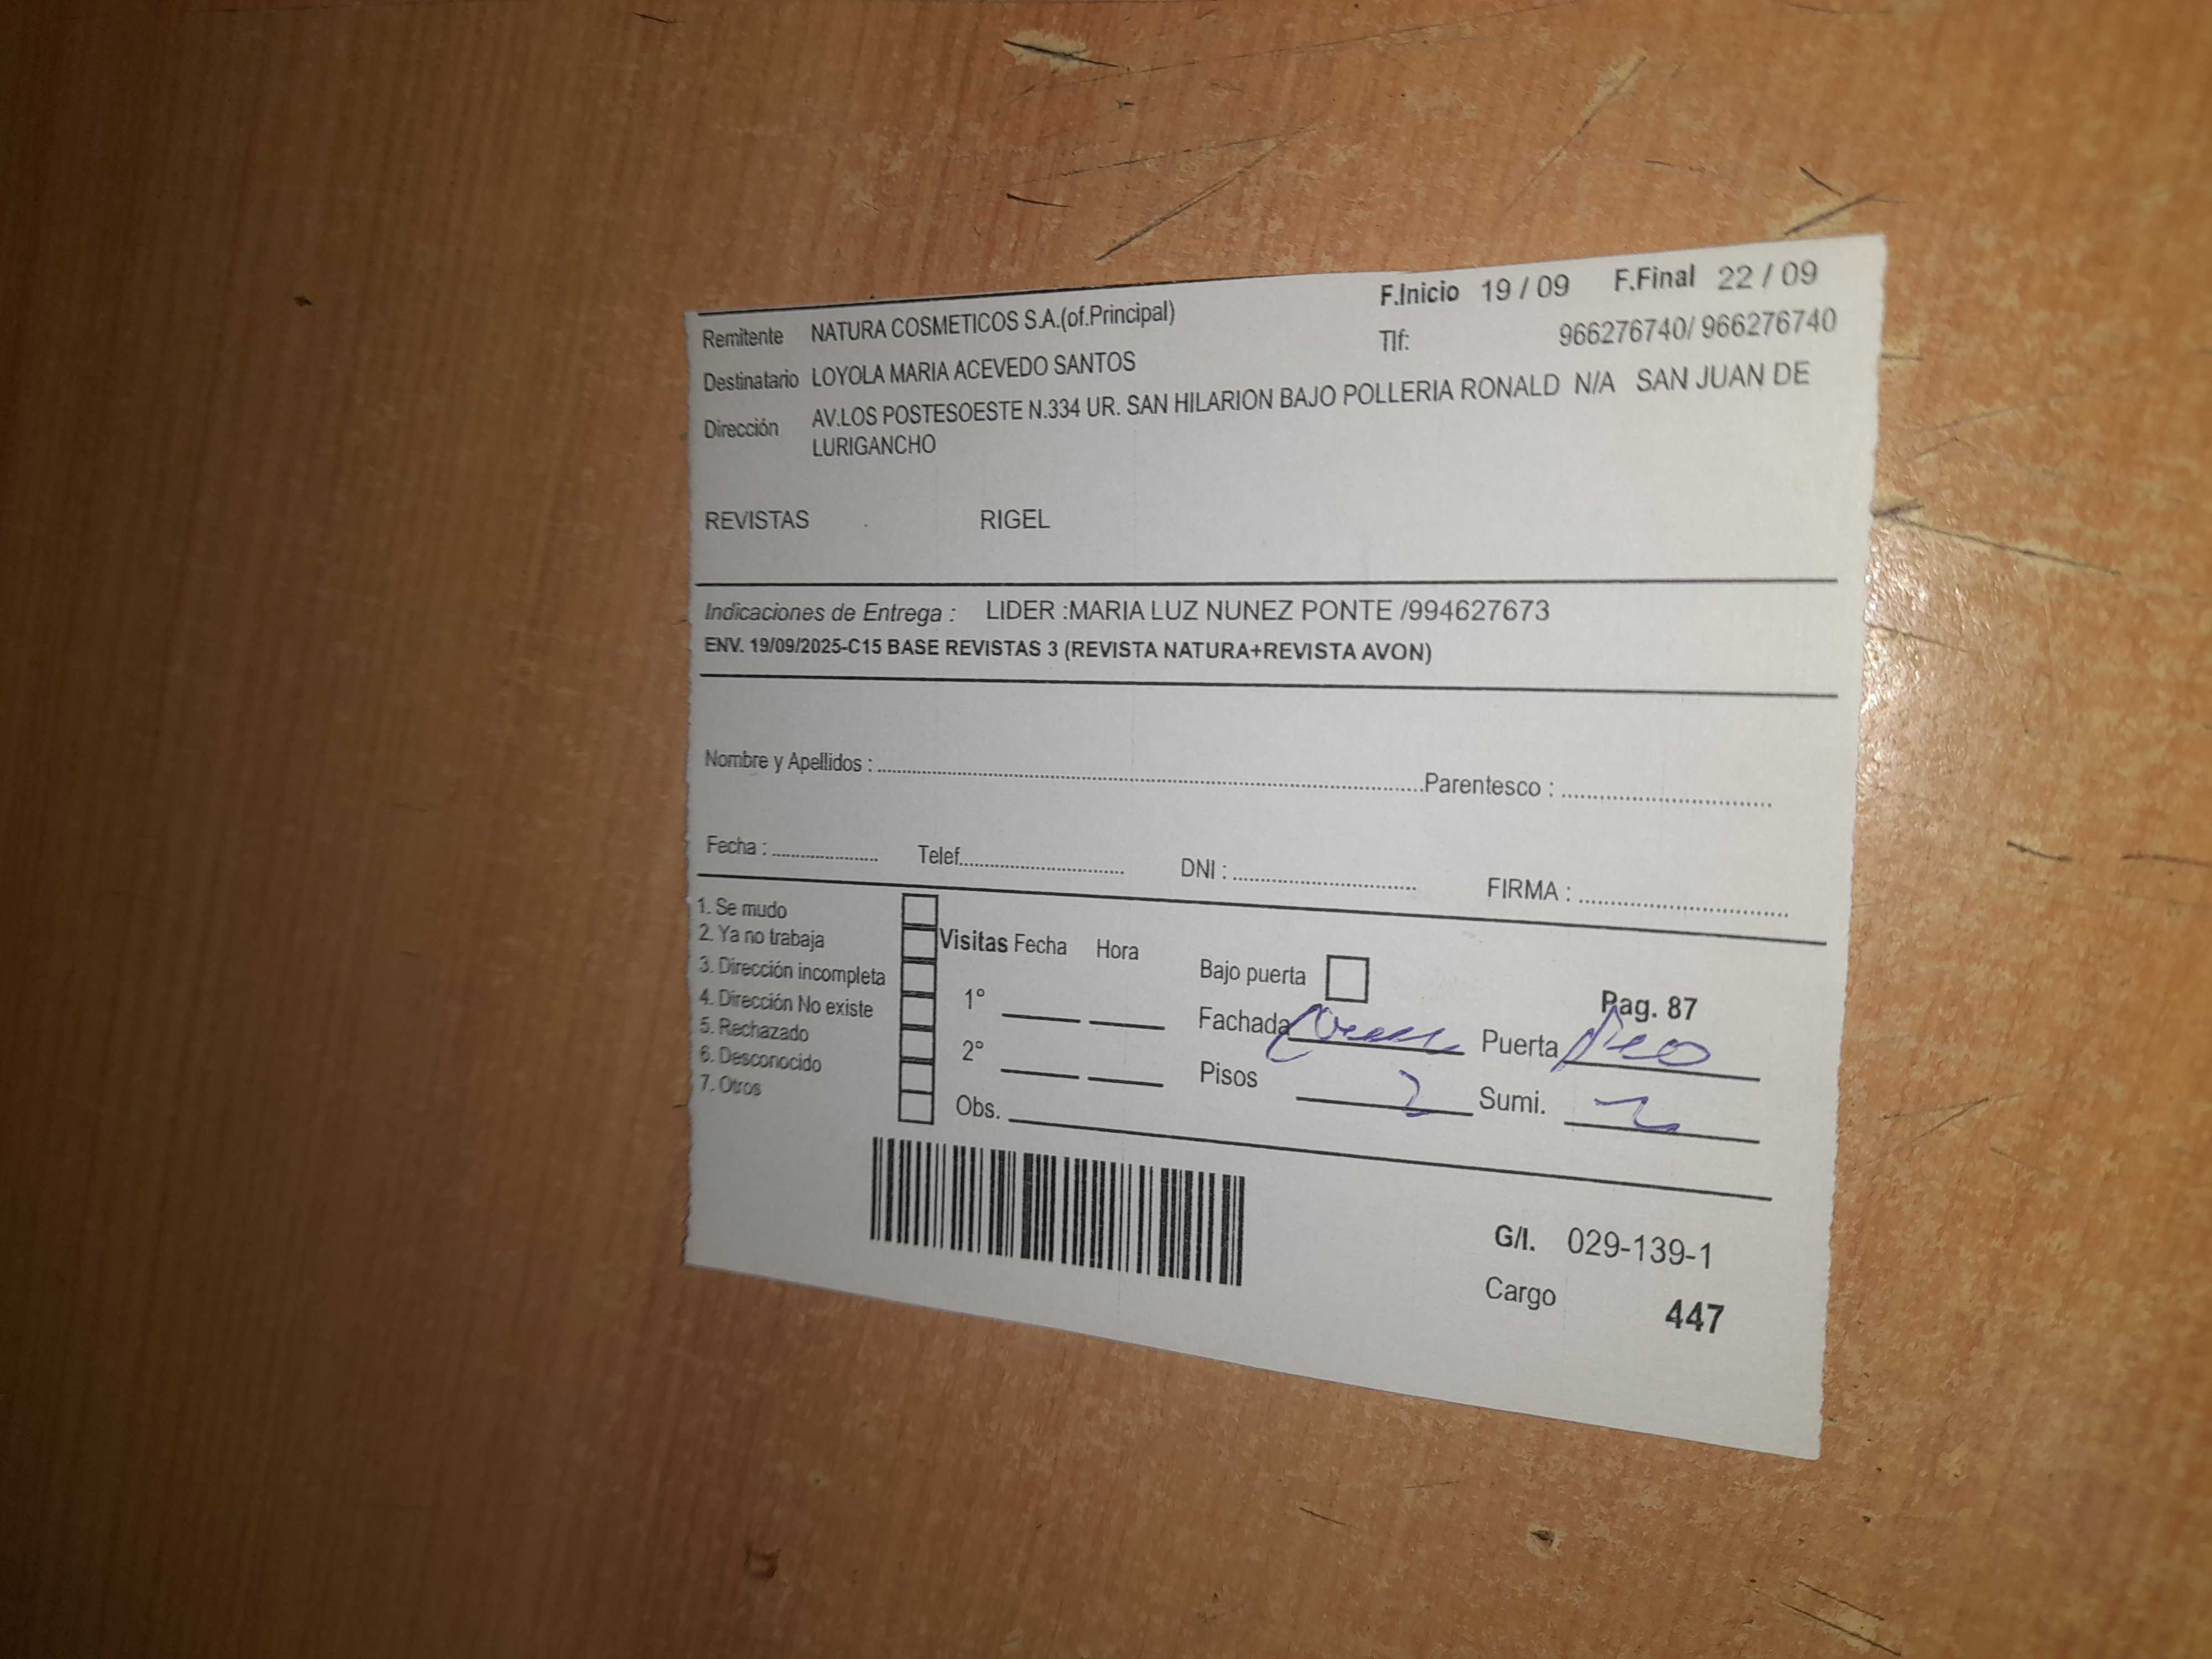 F.Inicio 19 / 09 F.Final 22 / 09
Remitente NATURA COSMETICOS S.A.(of.Principal)
Tlf: 966276740/ 966276740
Destinatario LOYOLA MARIA ACEVEDO SANTOS
Dirección AV.LOS POSTESOESTE N.334 UR. SAN HILARION BAJO POLLERIA RONALD N/A SAN JUAN DE
LURIGANCHO
REVISTAS . RIGEL
Indicaciones de Entrega : LIDER :MARIA LUZ NUNEZ PONTE /994627673
ENV. 19/09/2025-C15 BASE REVISTAS 3 (REVISTA NATURA+REVISTA AVON)
Nombre y Apellidos : Parentesco :
Fecha : Telef. DNI : FIRMA :
1. Se mudo
2. Ya no trabaja
3. Dirección incompleta
4. Dirección No existe
5. Rechazado
6. Desconocido
7. Otros
Visitas Fecha Hora
1°
2°
Obs.
Bajo puerta
Pag. 87
Fachada Puerta
Pisos 2 Sumi.
G/I. 029-139-1
Cargo 447